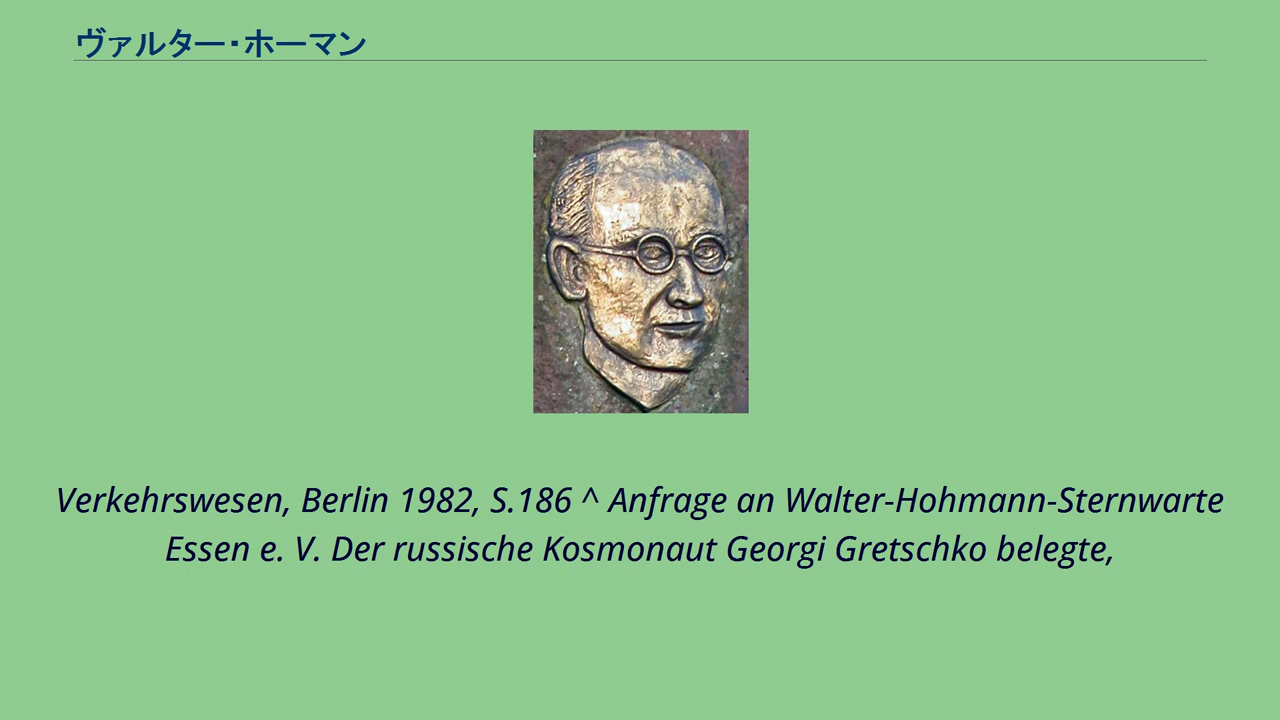 ヴァルター・ホーマン
Verkehrswesen, Berlin 1982, S.186 ^ Anfrage an Walter-Hohmann-Sternwarte
Essen e. V. Der russische Kosmonaut Georgi Gretschko belegte,